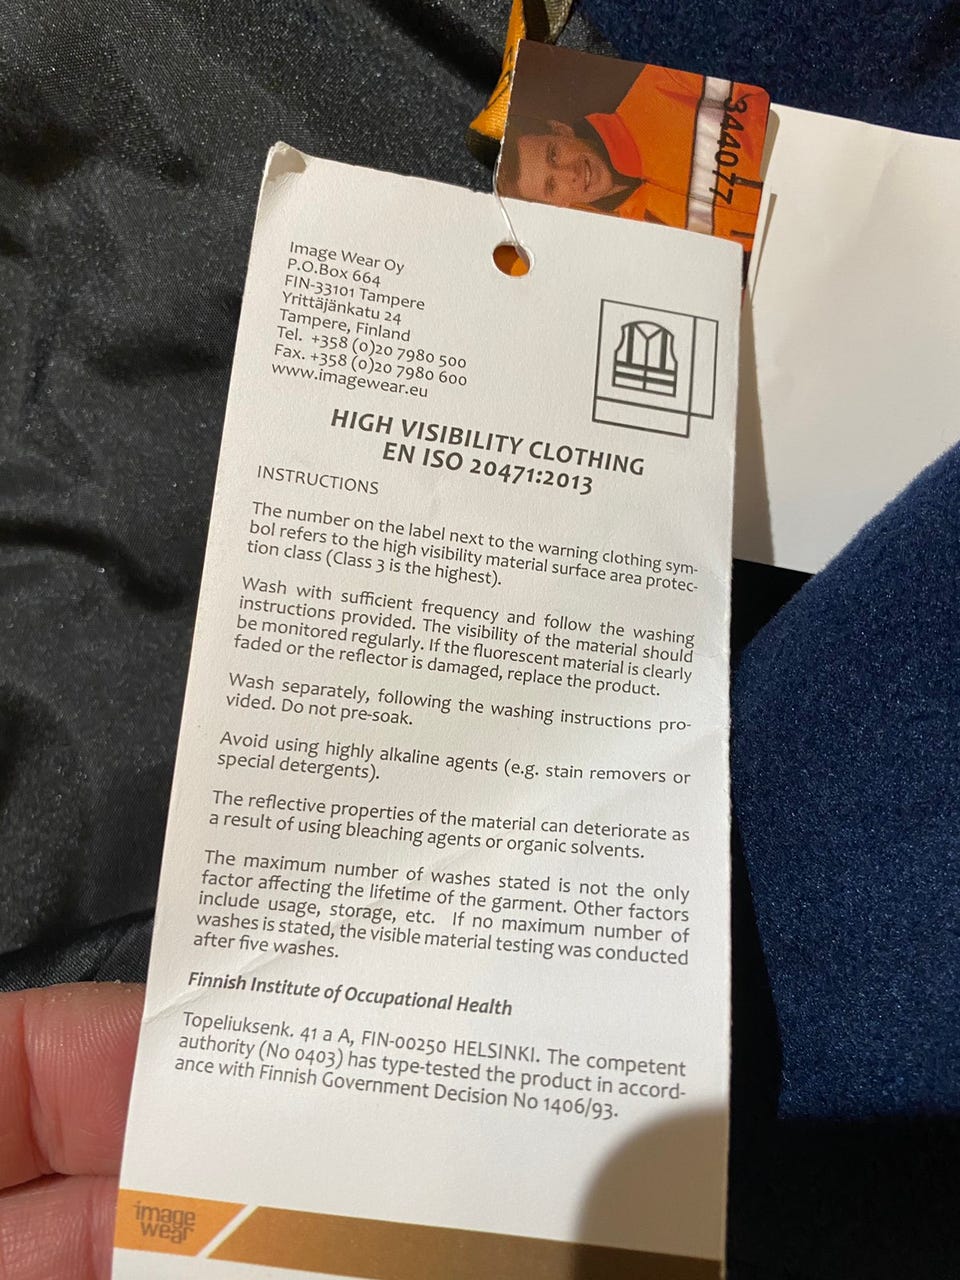 344077
Image Wear Oy
P.O.Box 664
FIN-33101 Tampere
Yrittäjänkatu 24
Tampere, Finland
Tel. +358 (0)20 7980 500
Fax. +358 (0)20 7980 600
www.imagewear.eu
HIGH VISIBILITY CLOTHING
EN ISO 20471:2013
INSTRUCTIONS
The number on the label next to the warning clothing sym-
bol refers to the high visibility material surface area protec-
tion class (Class 3 is the highest).
Wash with sufficient frequency and follow the washing
instructions provided. The visibility of the material should
be monitored regularly. If the fluorescent material is clearly
faded or the reflector is damaged, replace the product.
Wash separately, following the washing instructions pro-
vided. Do not pre-soak.
Avoid using highly alkaline agents (e.g. stain removers or
special detergents).
The reflective properties of the material can deteriorate as
a result of using bleaching agents or organic solvents.
The maximum number of washes stated is not the only
factor affecting the lifetime of the garment. Other factors
include usage, storage, etc. If no maximum number of
washes is stated, the visible material testing was conducted
after five washes.
Finnish Institute of Occupational Health
Topeliuksenk. 41 a A, FIN-00250 HELSINKI. The competent
authority (No 0403) has type-tested the product in accord-
ance with Finnish Government Decision No 1406/93.
image
wear